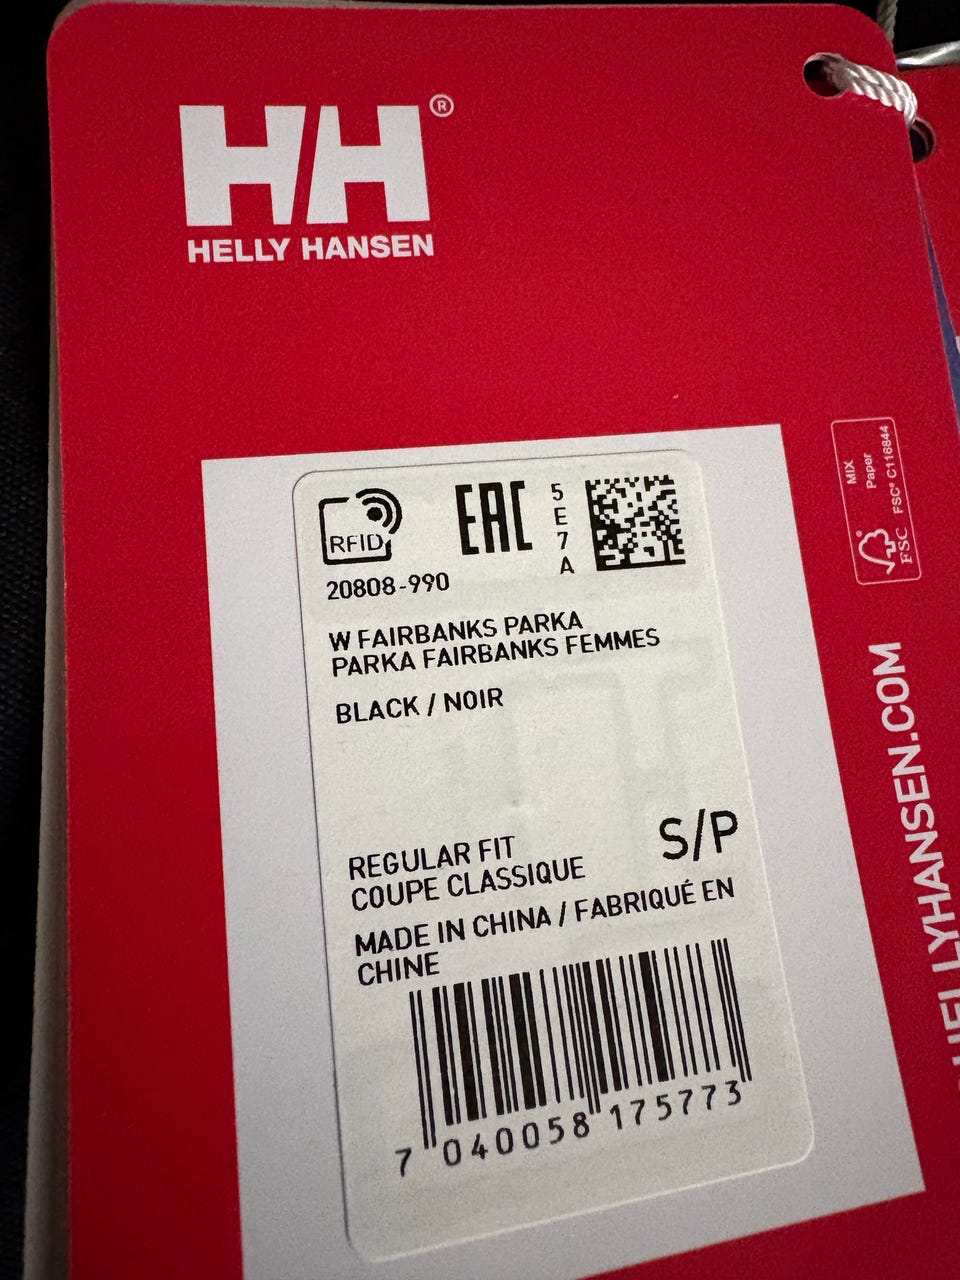 HH®
HELLY HANSEN
RFID
EAC
5
E
7
A
20808-990
W FAIRBANKS PARKA
PARKA FAIRBANKS FEMMES
BLACK / NOIR
REGULAR FIT
COUPE CLASSIQUE
S/P
MADE IN CHINA / FABRIQUÉ EN
CHINE
7 040058 175773
MIX
Paper
FSC® C116844
FSC
HELLYHANSEN.COM